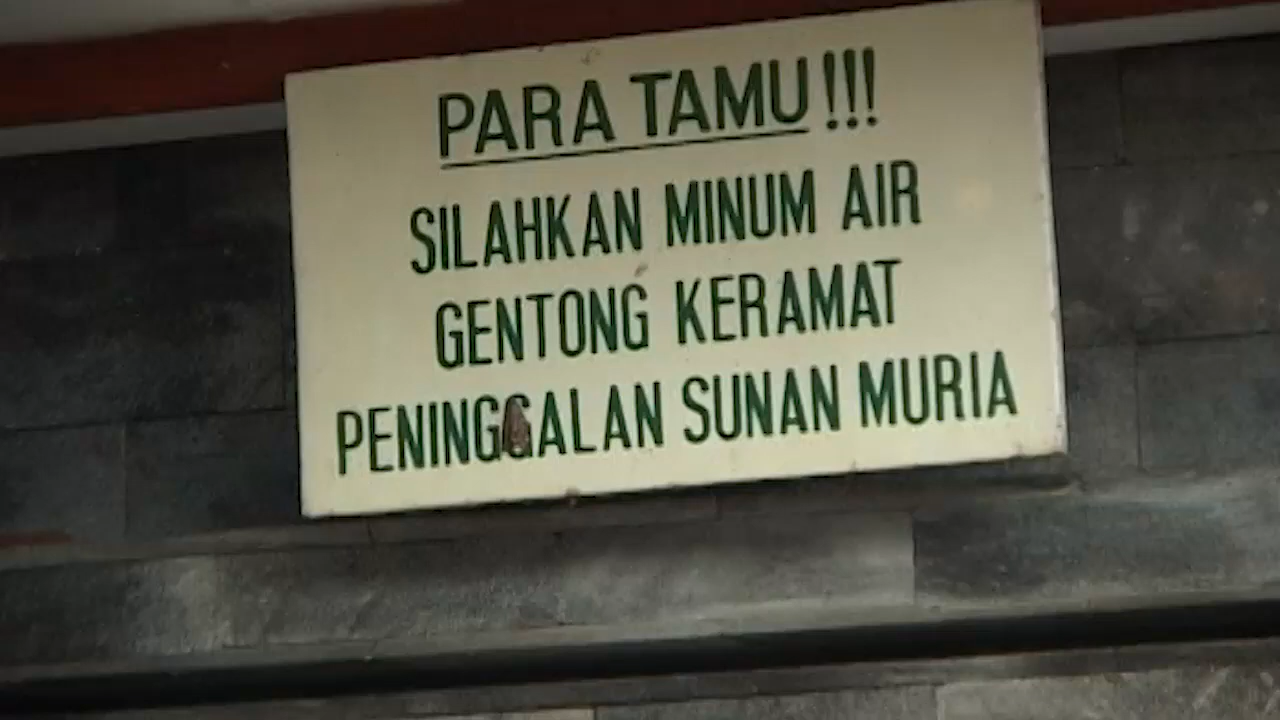 PARA TAMU!!!
SILAHKAN MINUM AIR
GENTONG KERAMAT
PENINGGALAN SUNAN MURIA